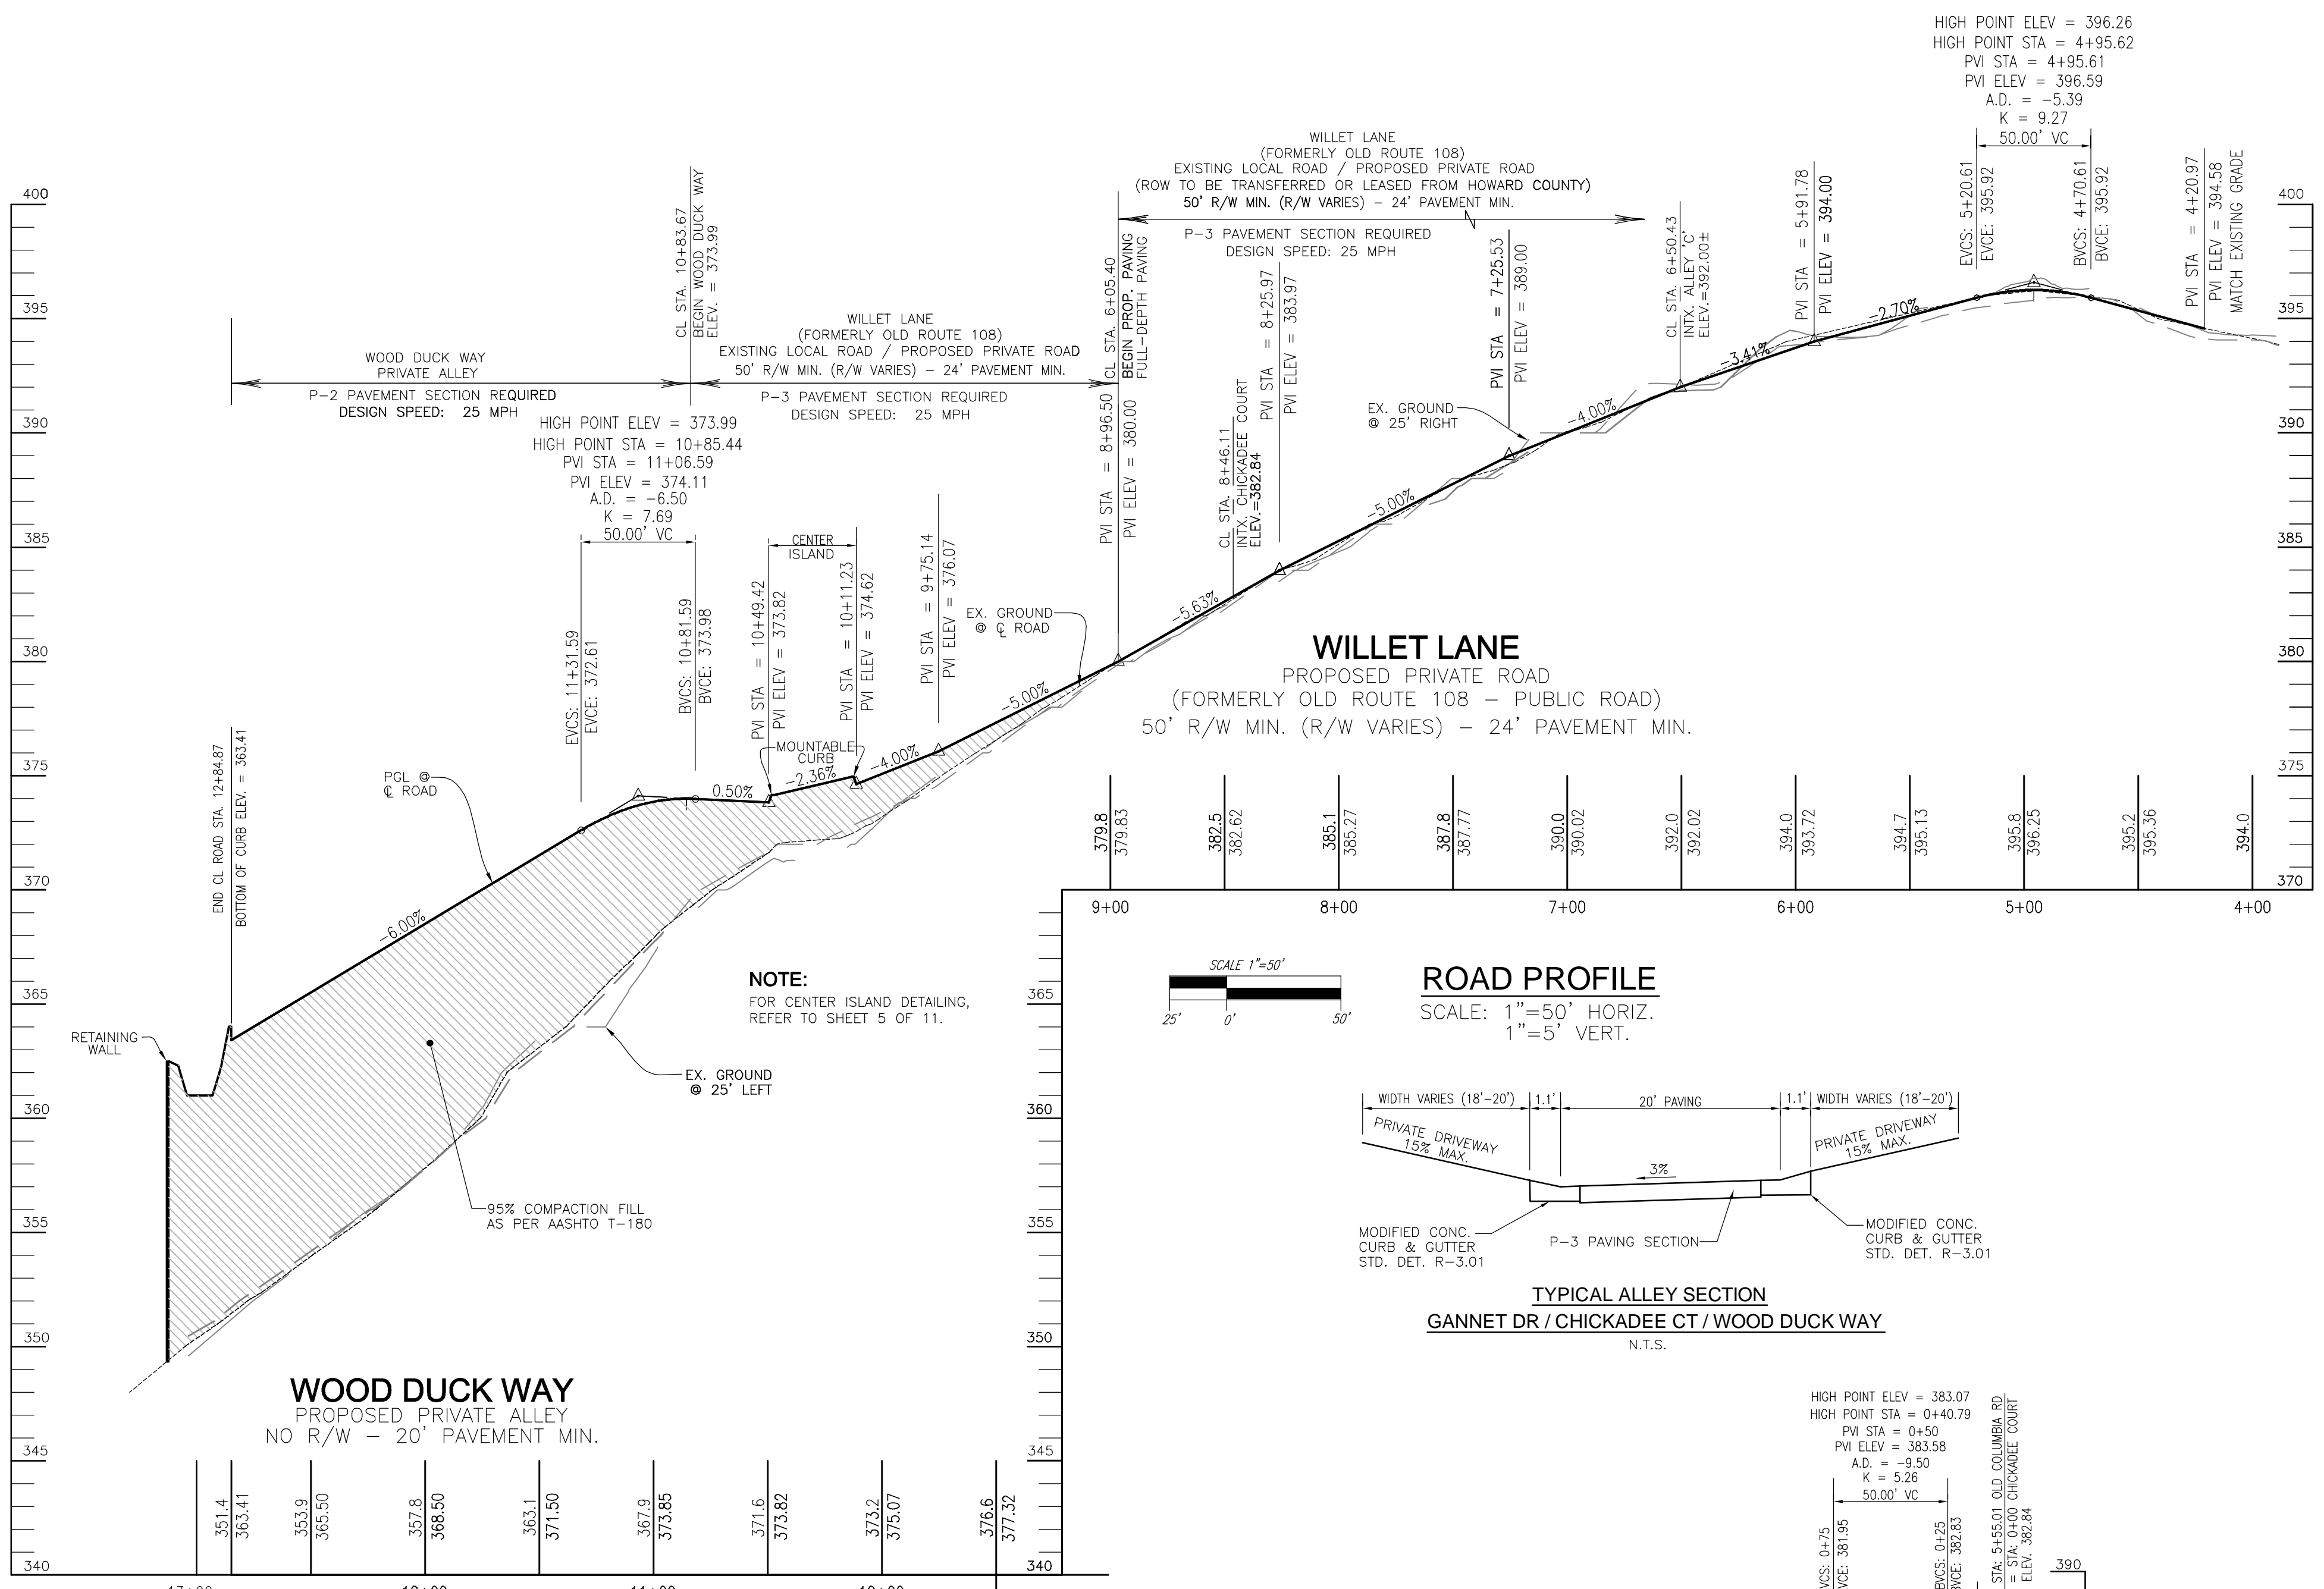 HIGH POINT ELEV = 396.26
HIGH POINT STA = 4+95.62
PVI STA = 4+95.61
PVI ELEV = 396.59
A.D. = -5.39
K = 9.27
50.00' VC
EVCS: 5+20.61
EVCE: 395.92
BVCS: 4+70.61
BVCE: 395.92
PVI STA = 4+20.97
PVI ELEV = 394.58
MATCH EXISTING GRADE
WILLET LANE
(FORMERLY OLD ROUTE 108)
EXISTING LOCAL ROAD / PROPOSED PRIVATE ROAD
(ROW TO BE TRANSFERRED OR LEASED FROM HOWARD COUNTY)
50' R/W MIN. (R/W VARIES) – 24' PAVEMENT MIN.
P-3 PAVEMENT SECTION REQUIRED
DESIGN SPEED: 25 MPH
PVI STA = 5+91.78
PVI ELEV = 394.00
CL STA. 6+50.43
INTX. ALLEY 'C'
ELEV.=392.00±
PVI STA = 7+25.53
PVI ELEV = 389.00
PVI STA = 8+25.97
PVI ELEV = 383.97
CL STA. 8+46.11
INTX. CHICKADEE COURT
ELEV.=382.84
CL STA. 6+05.40
BEGIN PROP. PAVING
FULL-DEPTH PAVING
PVI STA = 8+96.50
PVI ELEV = 380.00
EX. GROUND
@ 25' RIGHT
-2.70%
-3.41%
-4.00%
-5.00%
-5.63%
400
395
390
385
380
375
370
365
360
355
350
345
340
400
395
390
385
380
375
370
CL STA. 10+83.67
BEGIN WOOD DUCK WAY
ELEV. = 373.99
WILLET LANE
(FORMERLY OLD ROUTE 108)
EXISTING LOCAL ROAD / PROPOSED PRIVATE ROAD
50' R/W MIN. (R/W VARIES) – 24' PAVEMENT MIN.
P-3 PAVEMENT SECTION REQUIRED
DESIGN SPEED: 25 MPH
WOOD DUCK WAY
PRIVATE ALLEY
P-2 PAVEMENT SECTION REQUIRED
DESIGN SPEED: 25 MPH
HIGH POINT ELEV = 373.99
HIGH POINT STA = 10+85.44
PVI STA = 11+06.59
PVI ELEV = 374.11
A.D. = -6.50
K = 7.69
50.00' VC
EVCS: 11+31.59
EVCE: 372.61
BVCS: 10+81.59
BVCE: 373.98
CENTER
ISLAND
PVI STA = 10+49.42
PVI ELEV = 373.82
PVI STA = 10+11.23
PVI ELEV = 374.62
PVI STA = 9+75.14
PVI ELEV = 376.07
EX. GROUND
@ ℄ ROAD
MOUNTABLE
CURB
-5.00%
-4.00%
-2.36%
0.50%
-6.00%
PGL @
℄ ROAD
END CL ROAD STA. 12+84.87
BOTTOM OF CURB ELEV. = 363.41
RETAINING
WALL
WILLET LANE
PROPOSED PRIVATE ROAD
(FORMERLY OLD ROUTE 108 – PUBLIC ROAD)
50' R/W MIN. (R/W VARIES) – 24' PAVEMENT MIN.
379.8
379.83
382.5
382.62
385.1
385.27
387.8
387.77
390.0
390.02
392.0
392.02
394.0
393.72
394.7
395.13
395.8
396.25
395.2
395.36
394.0
9+00
8+00
7+00
6+00
5+00
4+00
NOTE:
FOR CENTER ISLAND DETAILING,
REFER TO SHEET 5 OF 11.
EX. GROUND
@ 25' LEFT
95% COMPACTION FILL
AS PER AASHTO T-180
365
360
355
350
345
340
SCALE 1"=50'
25'
0'
50'
ROAD PROFILE
SCALE: 1"=50' HORIZ.
1"=5' VERT.
WIDTH VARIES (18'-20')
1.1'
20' PAVING
1.1'
WIDTH VARIES (18'-20')
PRIVATE DRIVEWAY
15% MAX.
3%
PRIVATE DRIVEWAY
15% MAX.
MODIFIED CONC.
CURB & GUTTER
STD. DET. R-3.01
P-3 PAVING SECTION
MODIFIED CONC.
CURB & GUTTER
STD. DET. R-3.01
TYPICAL ALLEY SECTION
GANNET DR / CHICKADEE CT / WOOD DUCK WAY
N.T.S.
WOOD DUCK WAY
PROPOSED PRIVATE ALLEY
NO R/W – 20' PAVEMENT MIN.
351.4
363.41
353.9
365.50
357.8
368.50
363.1
371.50
367.9
373.85
371.6
373.82
373.2
375.07
376.6
377.32
HIGH POINT ELEV = 383.07
HIGH POINT STA = 0+40.79
PVI STA = 0+50
PVI ELEV = 383.58
A.D. = -9.50
K = 5.26
50.00' VC
VCS: 0+75
VCE: 381.95
BVCS: 0+25
BVCE: 382.83
STA: 5+55.01 OLD COLUMBIA RD
= STA: 0+00 CHICKADEE COURT
ELEV. 382.84
390